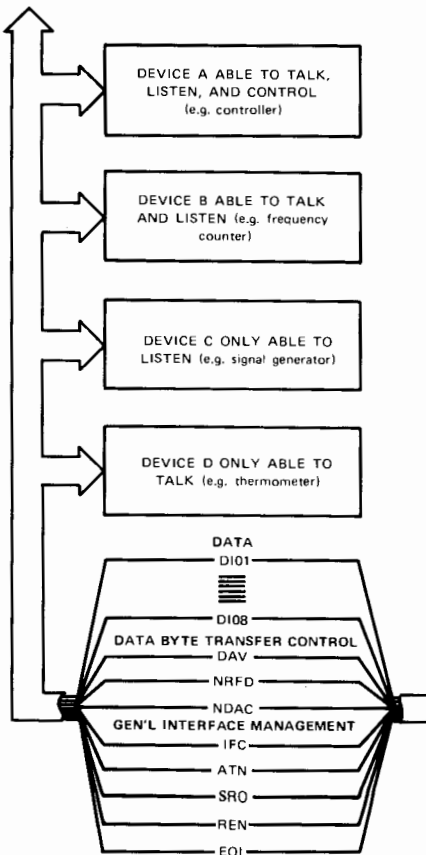 DEVICE A ABLE TO TALK,
LISTEN, AND CONTROL
(e.g. controller)
DEVICE B ABLE TO TALK
AND LISTEN (e.g. frequency
counter)
DEVICE C ONLY ABLE TO
LISTEN (e.g. signal generator)
DEVICE D ONLY ABLE TO
TALK (e.g. thermometer)
DATA
DI01
DI08
DATA BYTE TRANSFER CONTROL
DAV
NRFD
NDAC
GEN'L INTERFACE MANAGEMENT
IFC
ATN
SRQ
REN
EOI